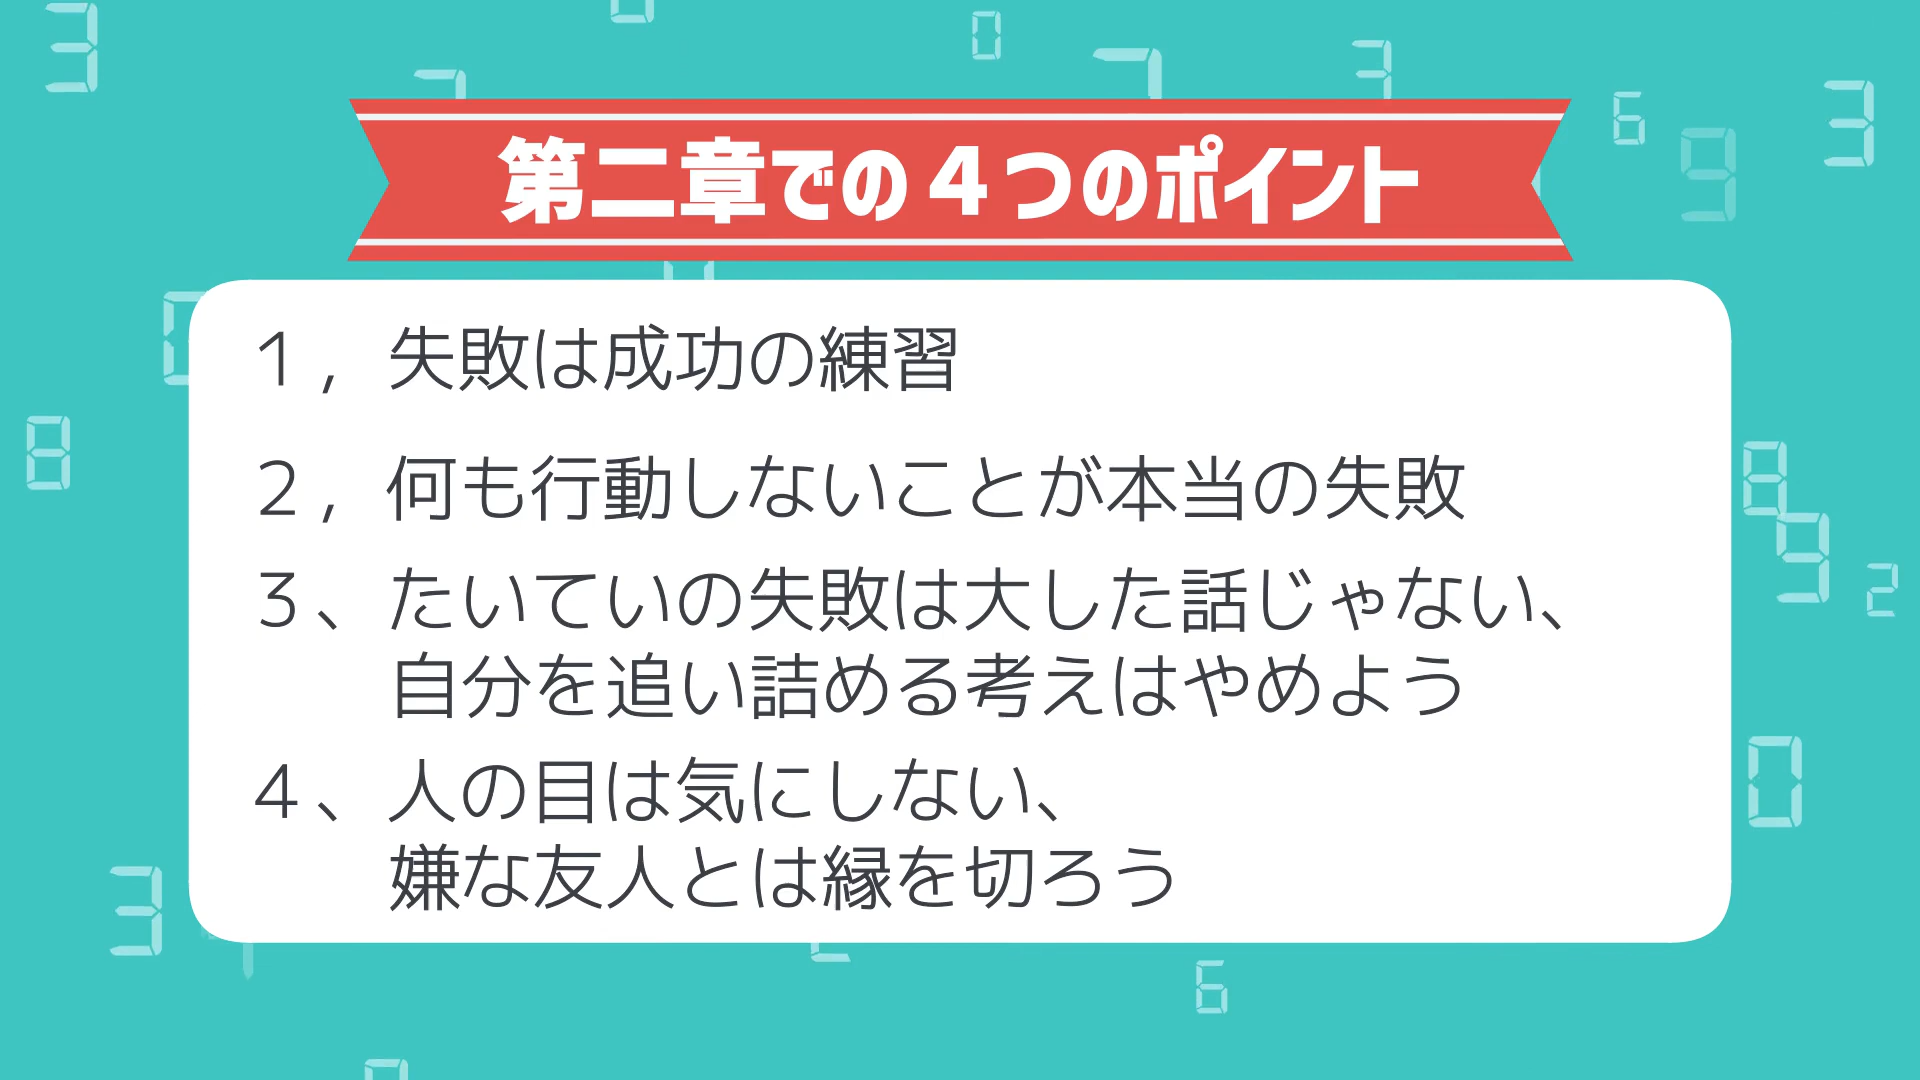 第二章での４つのポイント
１，失敗は成功の練習
２，何も行動しないことが本当の失敗
３、たいていの失敗は大した話じゃない、
自分を追い詰める考えはやめよう
４、人の目は気にしない、
嫌な友人とは縁を切ろう